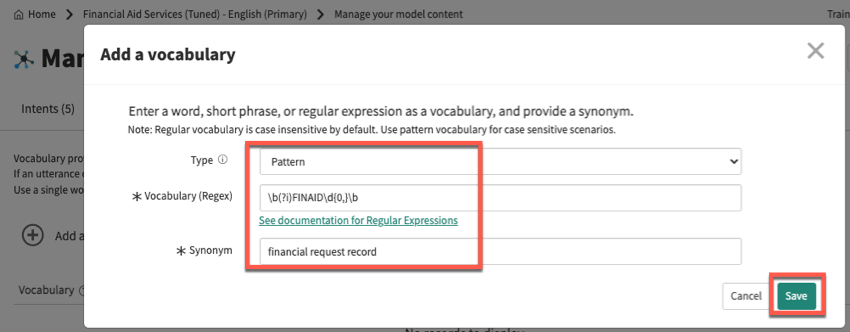 Home > Financial Aid Services (Tuned) - English (Primary) > Manage your model content
Train
Mar
Add a vocabulary
Intents (5)
Enter a word, short phrase, or regular expression as a vocabulary, and provide a synonym.
Note: Regular vocabulary is case insensitive by default. Use pattern vocabulary for case sensitive scenarios.
Vocabulary pro
If an utterance
Use a single wo
Type
Pattern
Vocabulary (Regex)
\b(?i)FINAID\d{0,}\b
See documentation for Regular Expressions
Add a
Synonym
financial request record
Vocabulary
Cancel
Save
No records to display